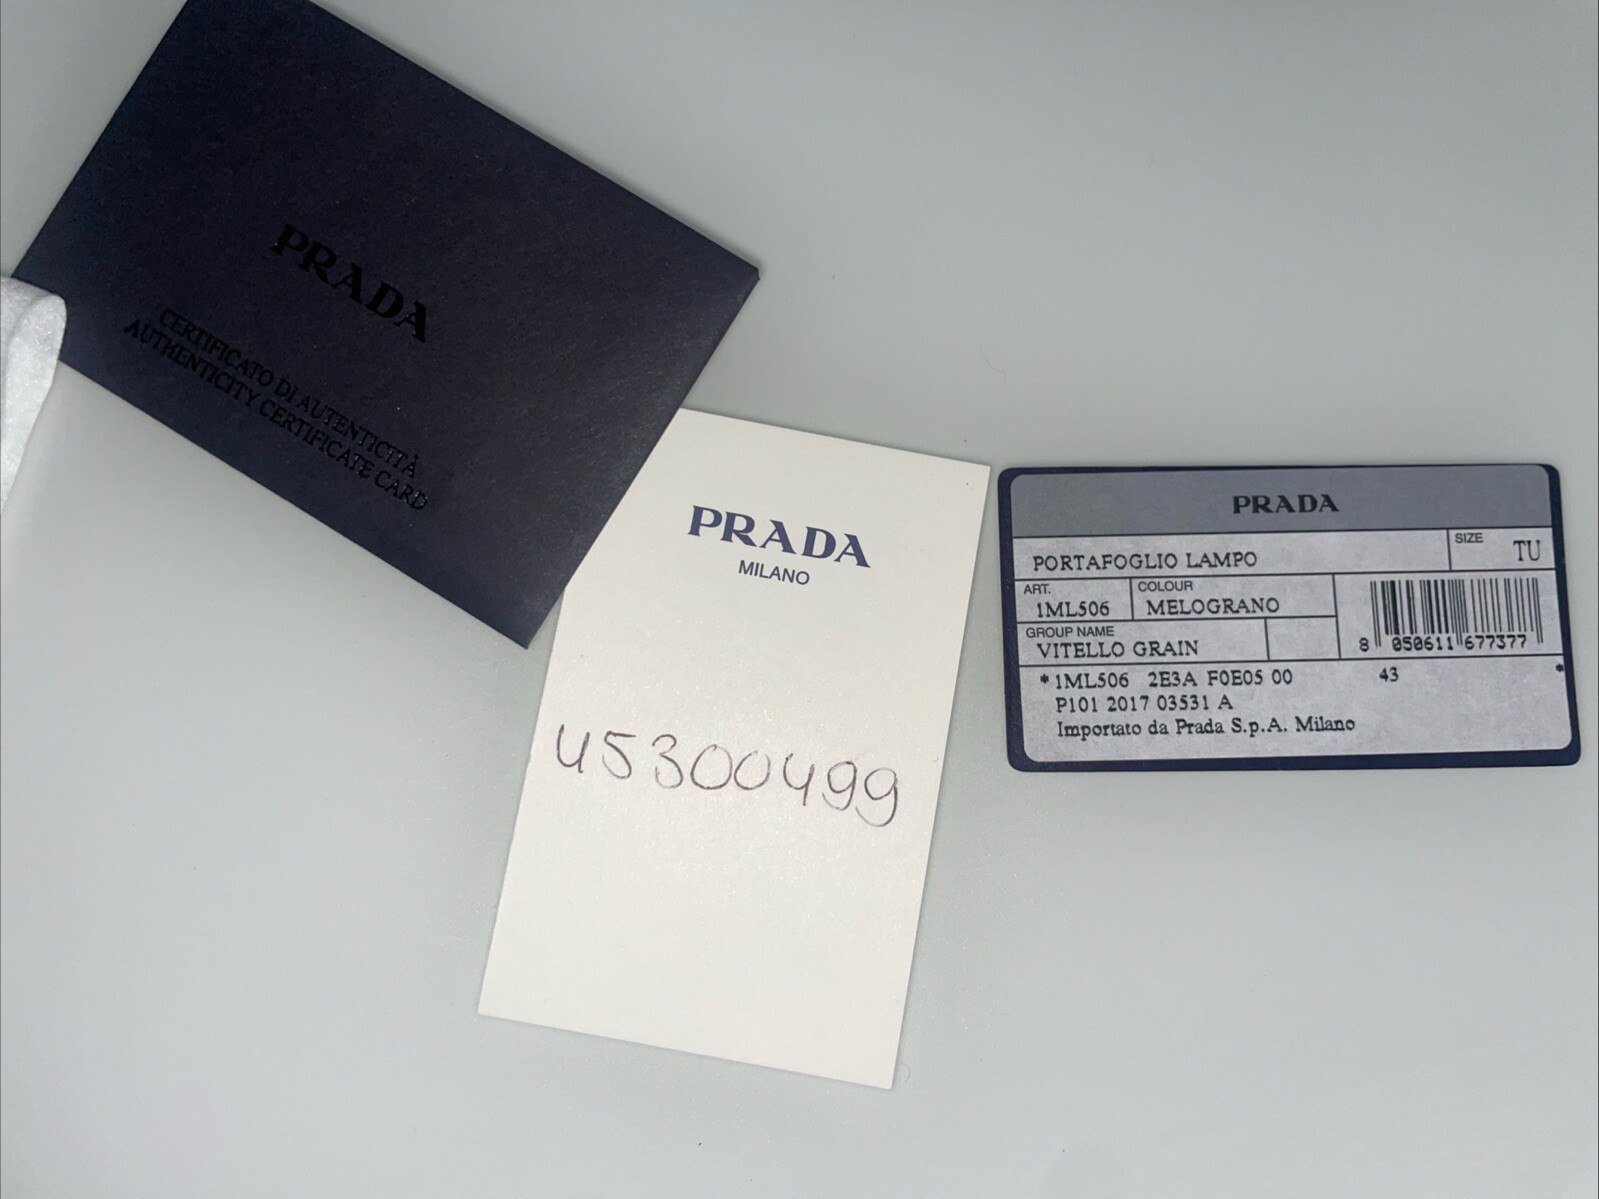 PRADA
CERTIFICATO DI AUTENTICITÀ
AUTHENTICITY CERTIFICATE CARD
PRADA
MILANO
45300499
PRADA
PORTAFOGLIO LAMPO
SIZE
TU
ART.
1ML506
COLOUR
MELOGRANO
GROUP NAME
VITELLO GRAIN
8 050611 677377
*1ML506 2E3A F0E05 00 43 *
P101 2017 03531 A
Importato da Prada S.p.A. Milano